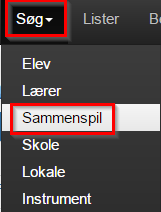 Søg Lister
Elev
Lærer
Sammenspil
Skole
Lokale
Instrument